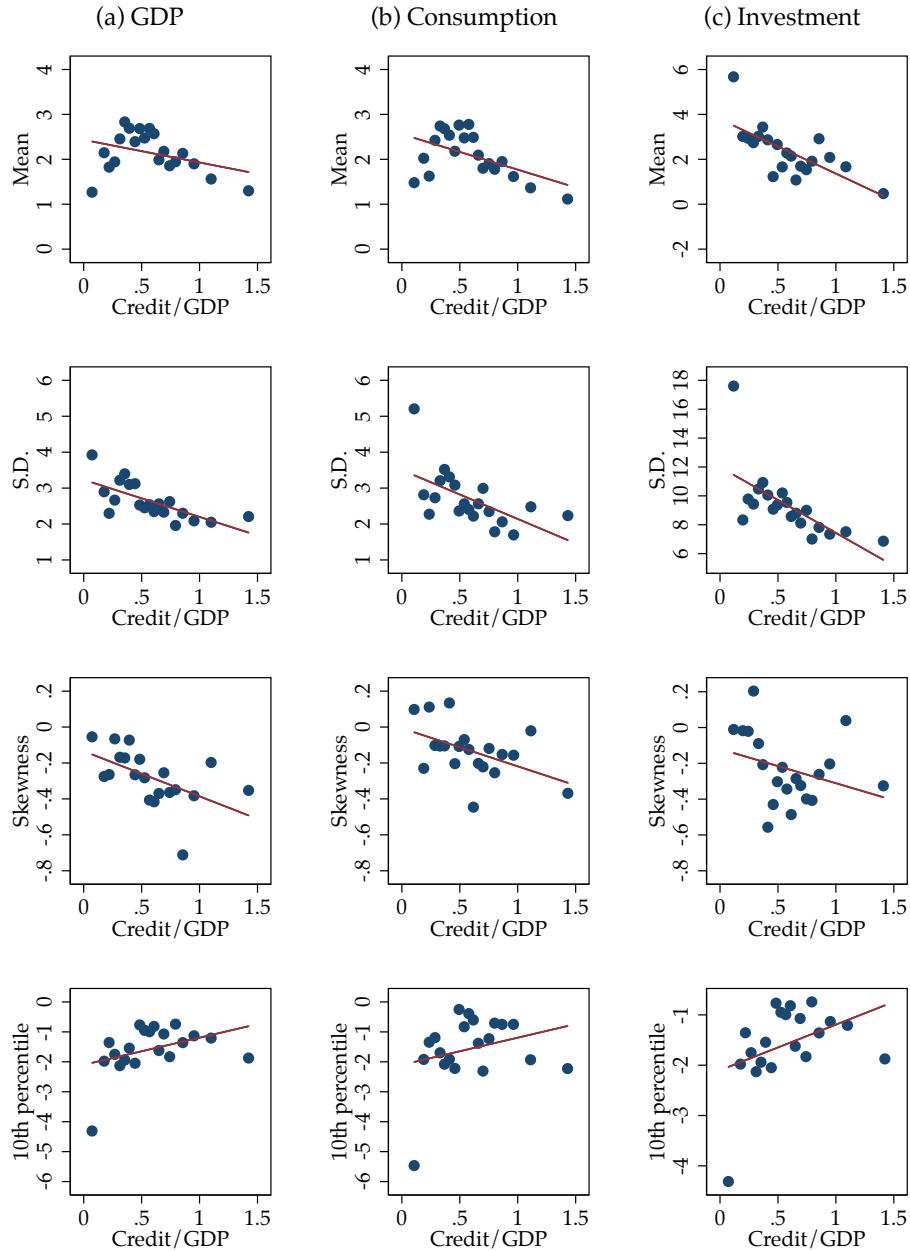 (a) GDP (b) Consumption (c) Investment
Mean
0 1 2 3 4
0 .5 1 1.5
Credit/GDP
Mean
0 1 2 3 4
0 .5 1 1.5
Credit/GDP
Mean
-2 0 2 4 6
0 .5 1 1.5
Credit/GDP
S.D.
1 2 3 4 5 6
0 .5 1 1.5
Credit/GDP
S.D.
1 2 3 4 5 6
0 .5 1 1.5
Credit/GDP
S.D.
6 8 10 12 14 16 18
0 .5 1 1.5
Credit/GDP
Skewness
-.8 -.6 -.4 -.2 0 .2
0 .5 1 1.5
Credit/GDP
Skewness
-.8 -.6 -.4 -.2 0 .2
0 .5 1 1.5
Credit/GDP
Skewness
-.8 -.6 -.4 -.2 0 .2
0 .5 1 1.5
Credit/GDP
10th percentile
-6 -5 -4 -3 -2 -1 0
0 .5 1 1.5
Credit/GDP
10th percentile
-6 -5 -4 -3 -2 -1 0
0 .5 1 1.5
Credit/GDP
10th percentile
-4 -3 -2 -1
0 .5 1 1.5
Credit/GDP